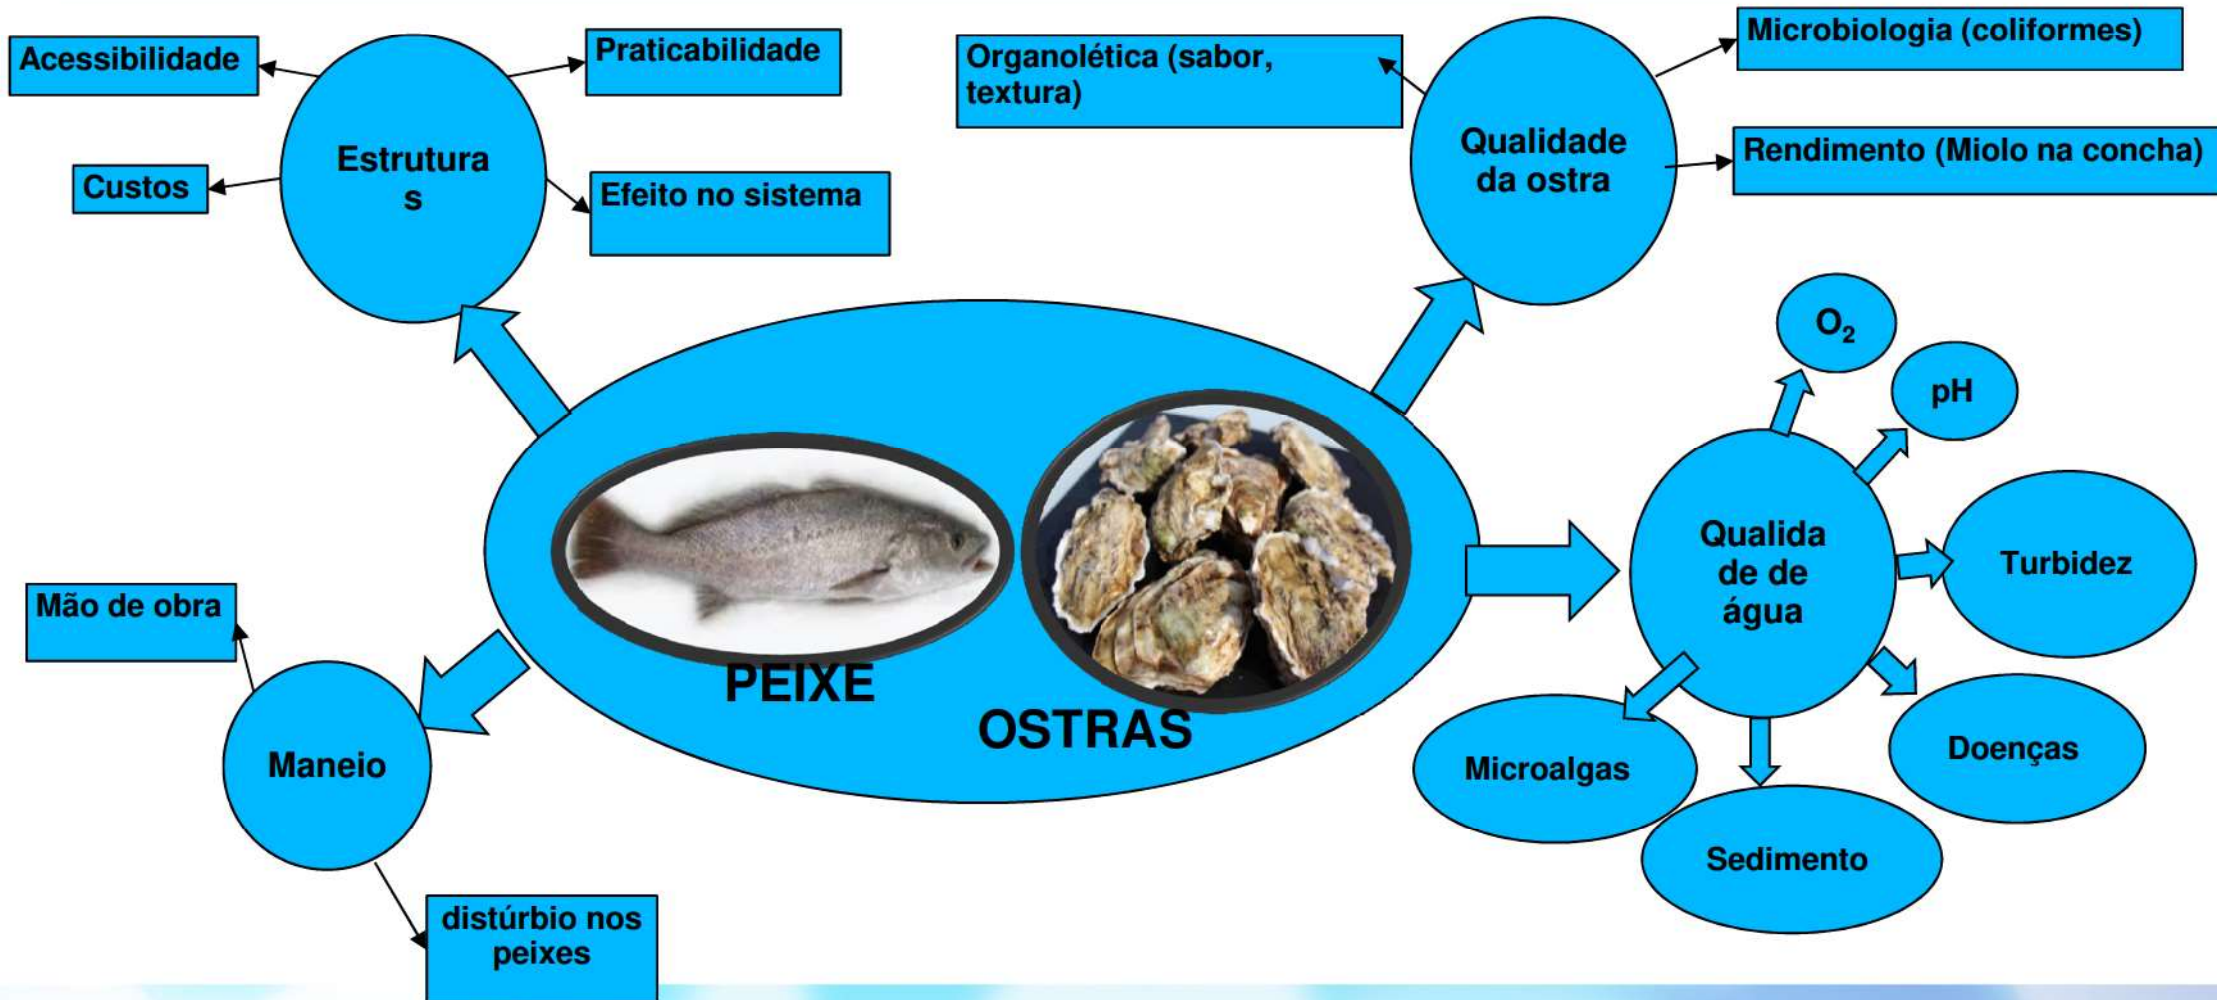 Acessibilidade
Praticabilidade
Estrutura
s
Custos
Efeito no sistema
Organolética (sabor,
textura)
Microbiologia (coliformes)
Qualidade
da ostra
Rendimento (Miolo na concha)
O₂
pH
Qualida
de de
água
Turbidez
Doenças
Microalgas
Sedimento
PEIXE
OSTRAS
Mão de obra
Maneio
distúrbio nos
peixes